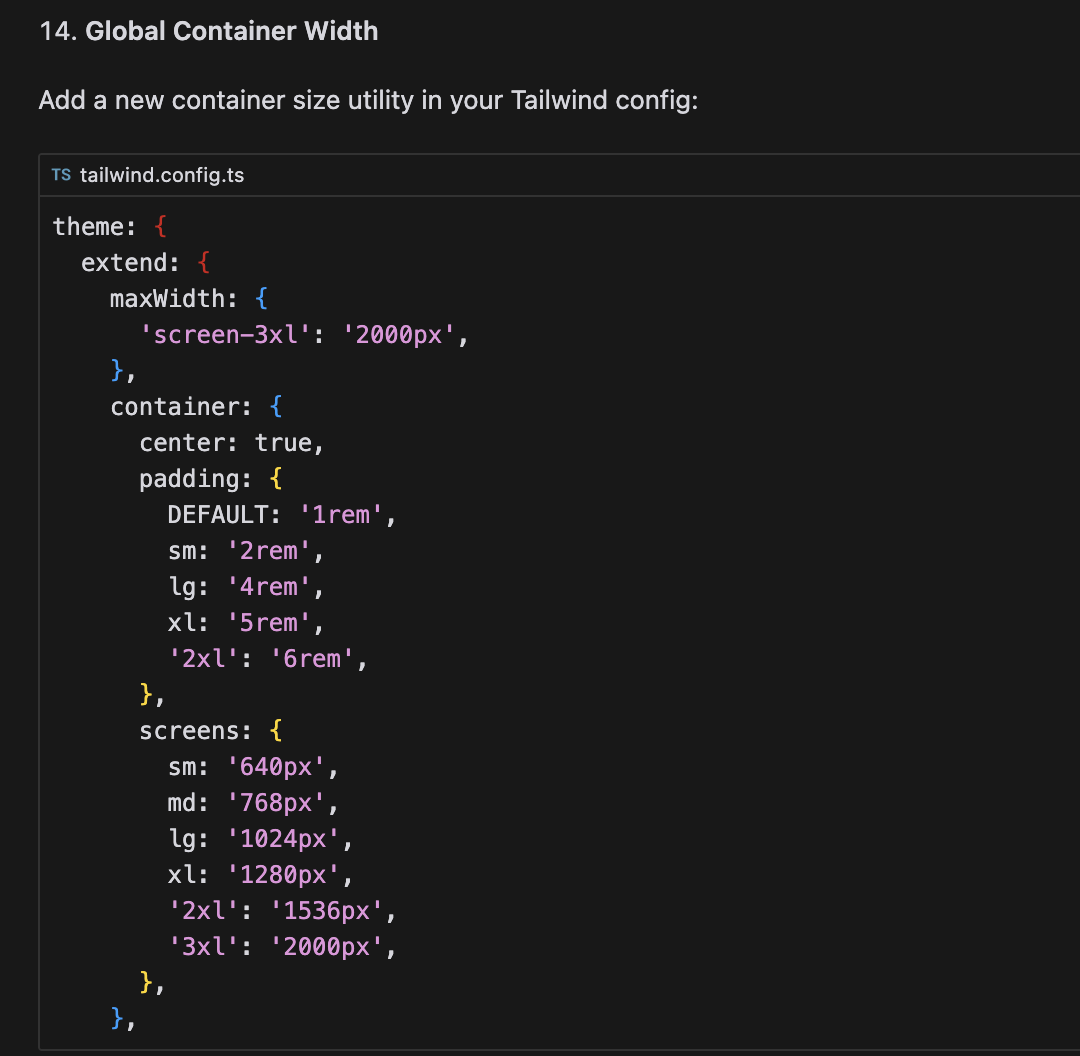 14. Global Container Width
Add a new container size utility in your Tailwind config:
TS tailwind.config.ts
theme: {
  extend: {
    maxWidth: {
      'screen-3xl': '2000px',
    },
    container: {
      center: true,
      padding: {
        DEFAULT: '1rem',
        sm: '2rem',
        lg: '4rem',
        xl: '5rem',
        '2xl': '6rem',
      },
      screens: {
        sm: '640px',
        md: '768px',
        lg: '1024px',
        xl: '1280px',
        '2xl': '1536px',
        '3xl': '2000px',
      },
    },